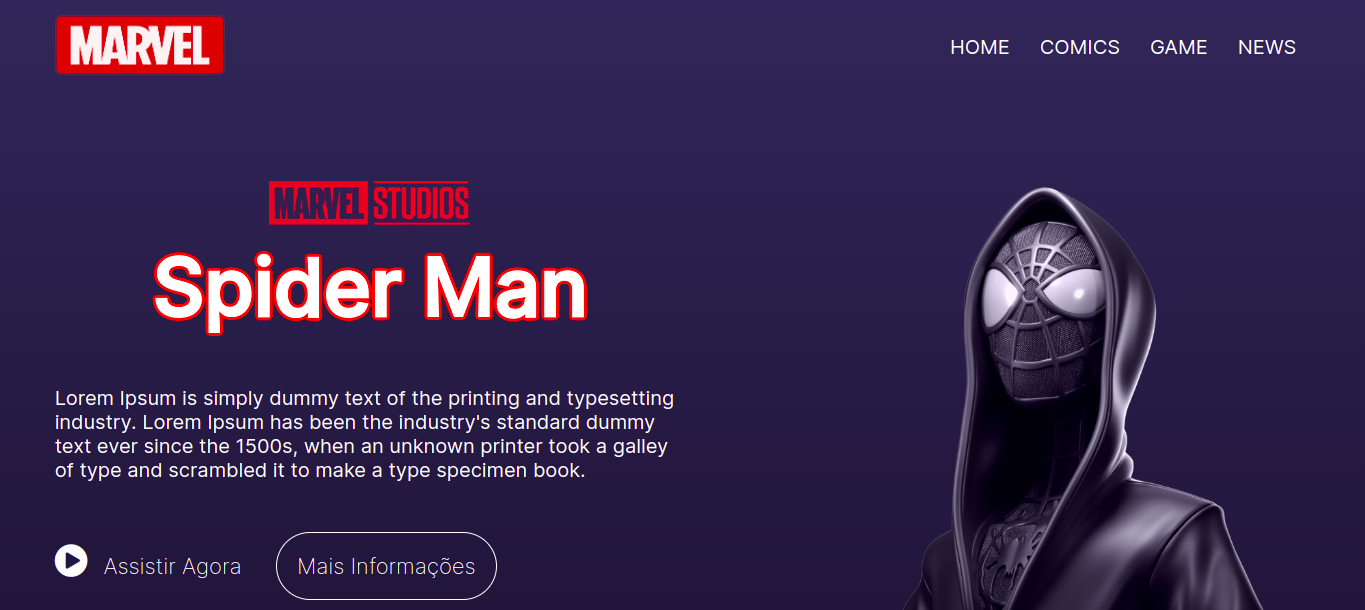 MARVEL
HOME COMICS GAME NEWS
MARVEL STUDIOS
Spider Man
Lorem Ipsum is simply dummy text of the printing and typesetting
industry. Lorem Ipsum has been the industry's standard dummy
text ever since the 1500s, when an unknown printer took a galley
of type and scrambled it to make a type specimen book.
Assistir Agora
Mais Informações